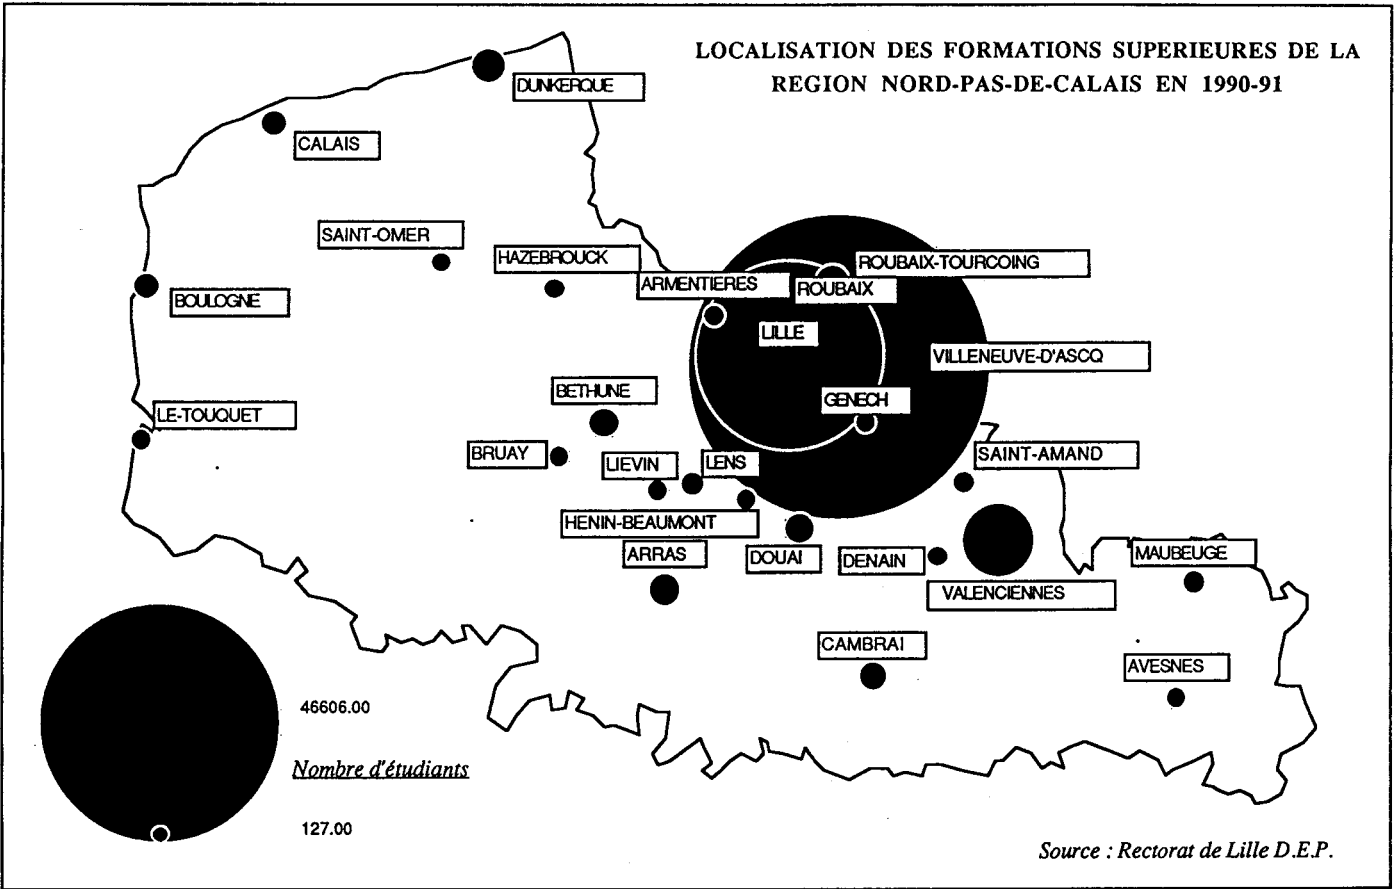 LOCALISATION DES FORMATIONS SUPERIEURES DE LA
REGION NORD-PAS-DE-CALAIS EN 1990-91
DUNKERQUE
CALAIS
SAINT-OMER
HAZEBROUCK
ROUBAIX-TOURCOING
ARMENTIERES
ROUBAIX
BOULOGNE
LILLE
VILLENEUVE-D'ASCQ
BETHUNE
GENECH
LE-TOUQUET
BRUAY
LIEVIN
LENS
SAINT-AMAND
HENIN-BEAUMONT
ARRAS
DOUAI
DENAIN
MAUBEUGE
VALENCIENNES
CAMBRAI
AVESNES
46606.00
Nombre d'étudiants
127.00
Source : Rectorat de Lille D.E.P.